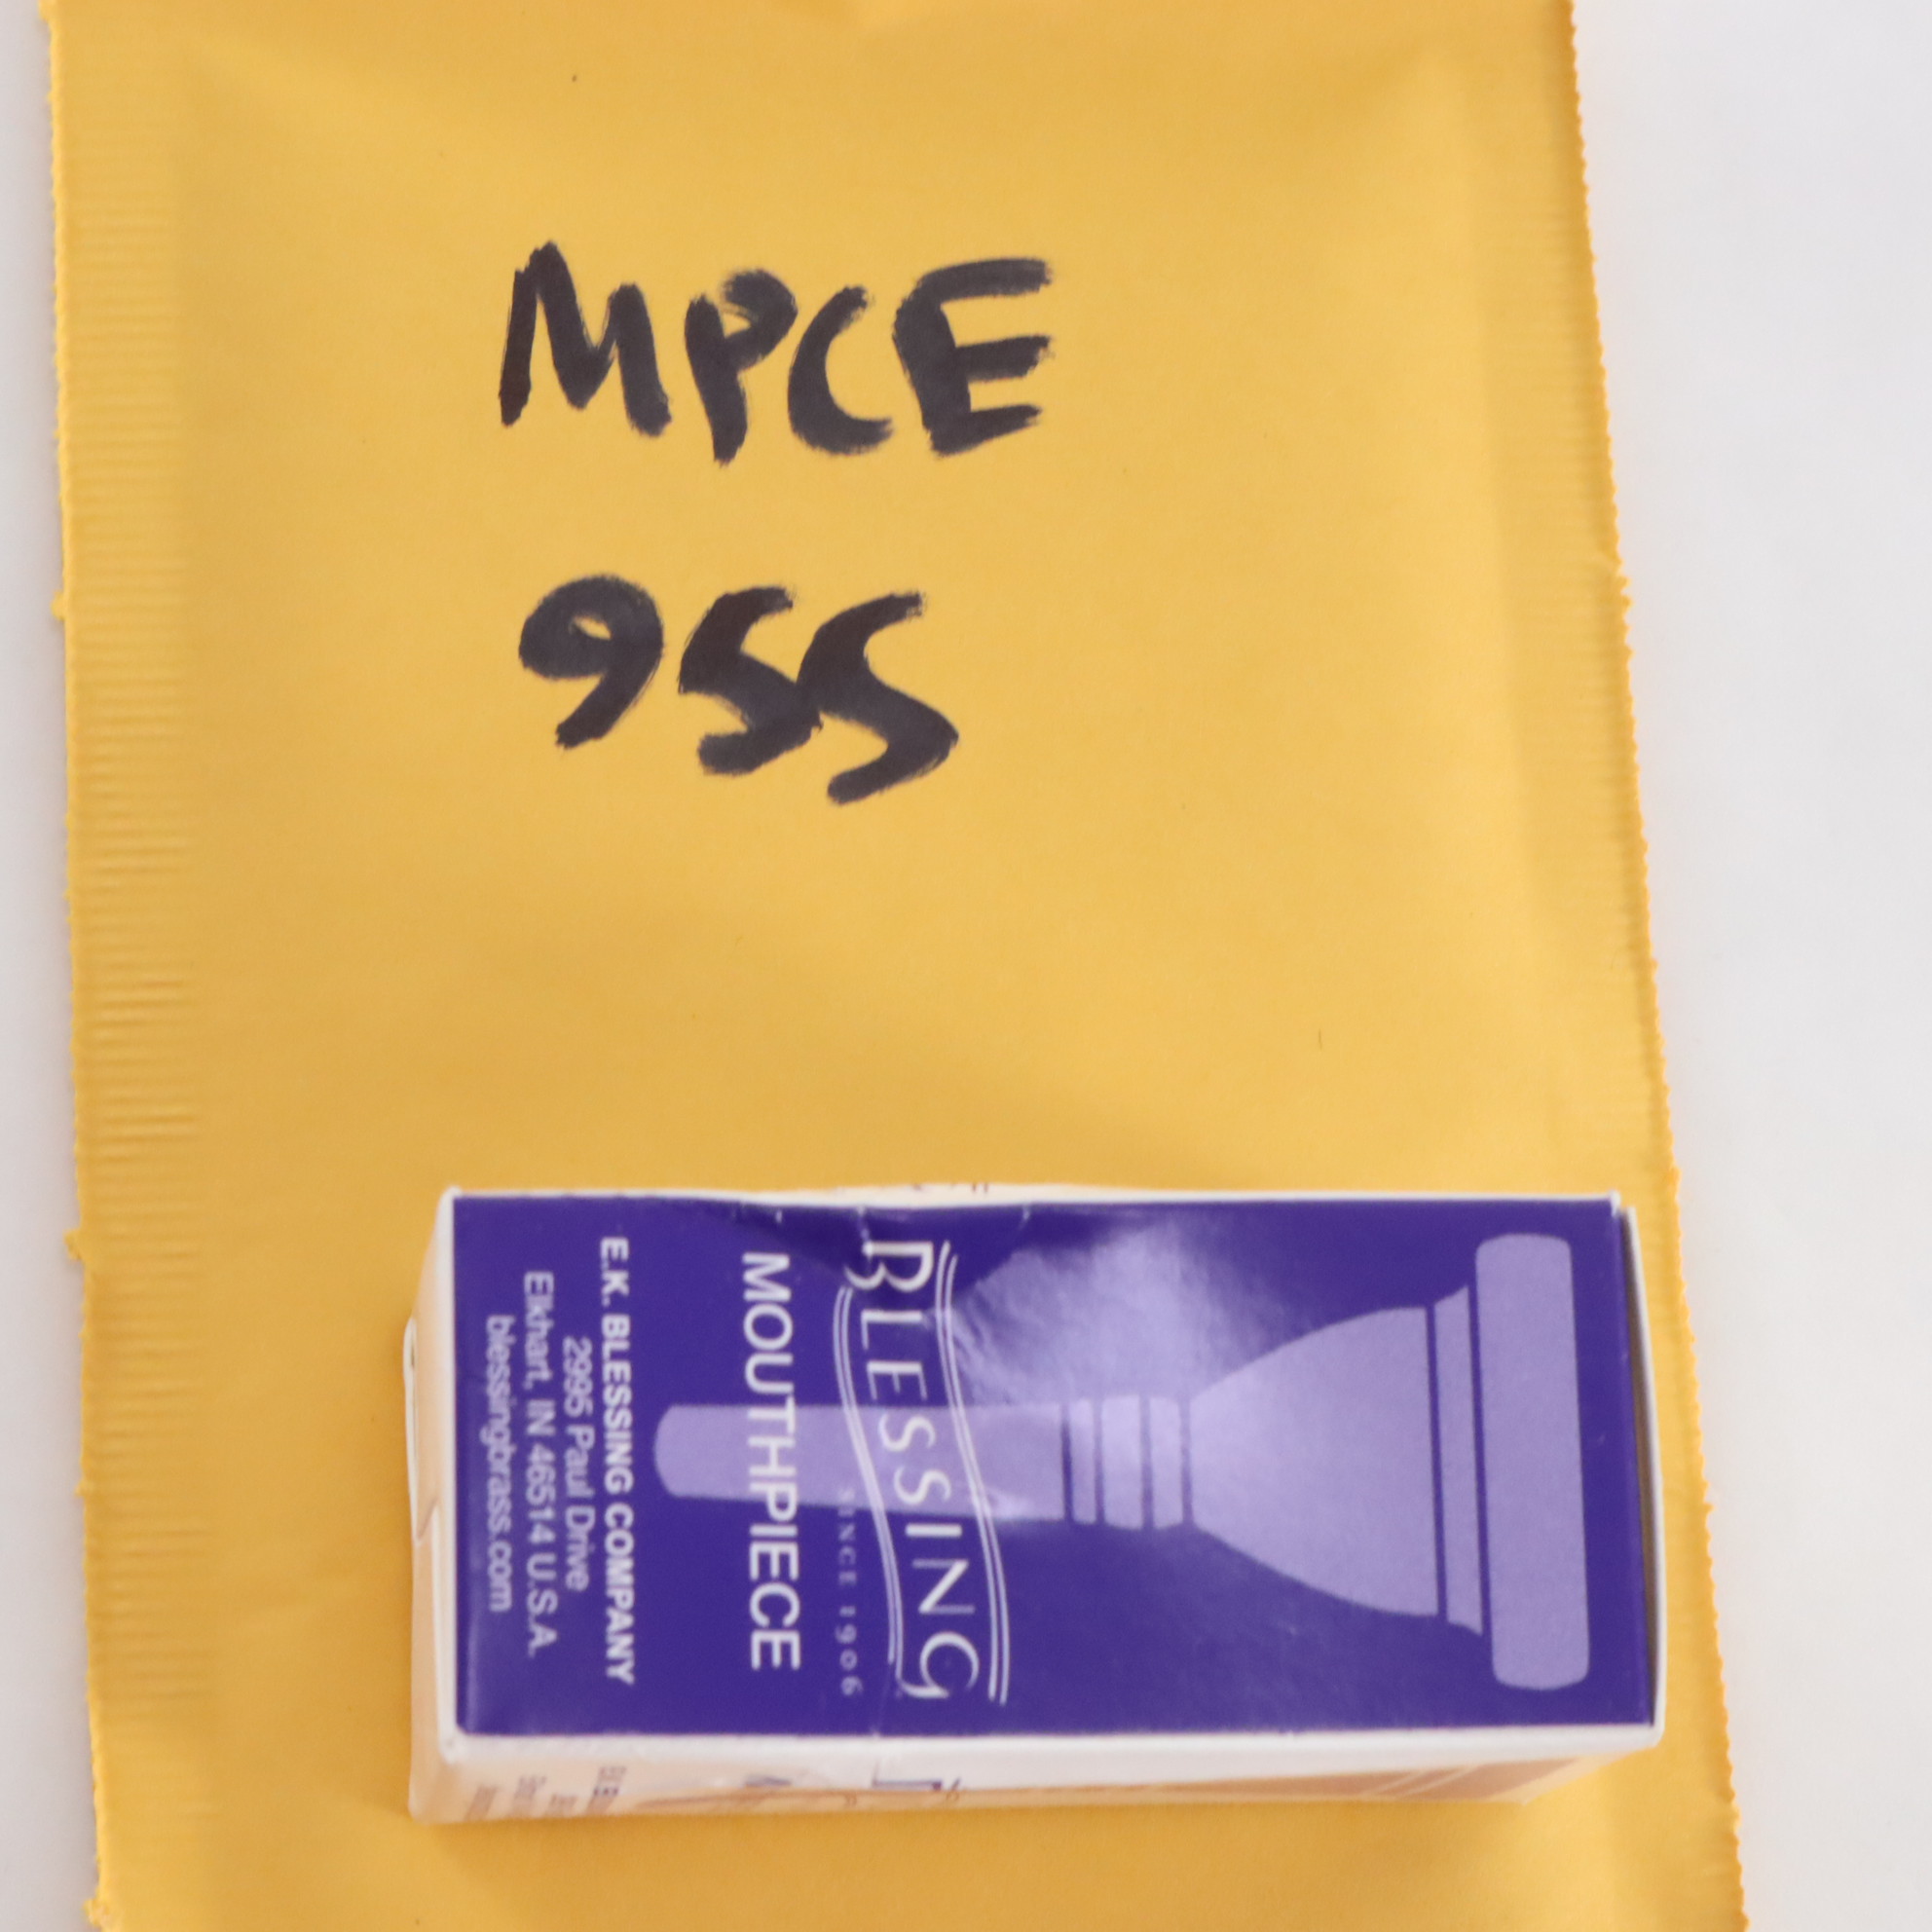 MPCE
955
BLESSING
SINCE 1906
MOUTHPIECE
E.K. BLESSING COMPANY
2995 Paul Drive
Elkhart, IN 46514 U.S.A.
blessingbrass.com